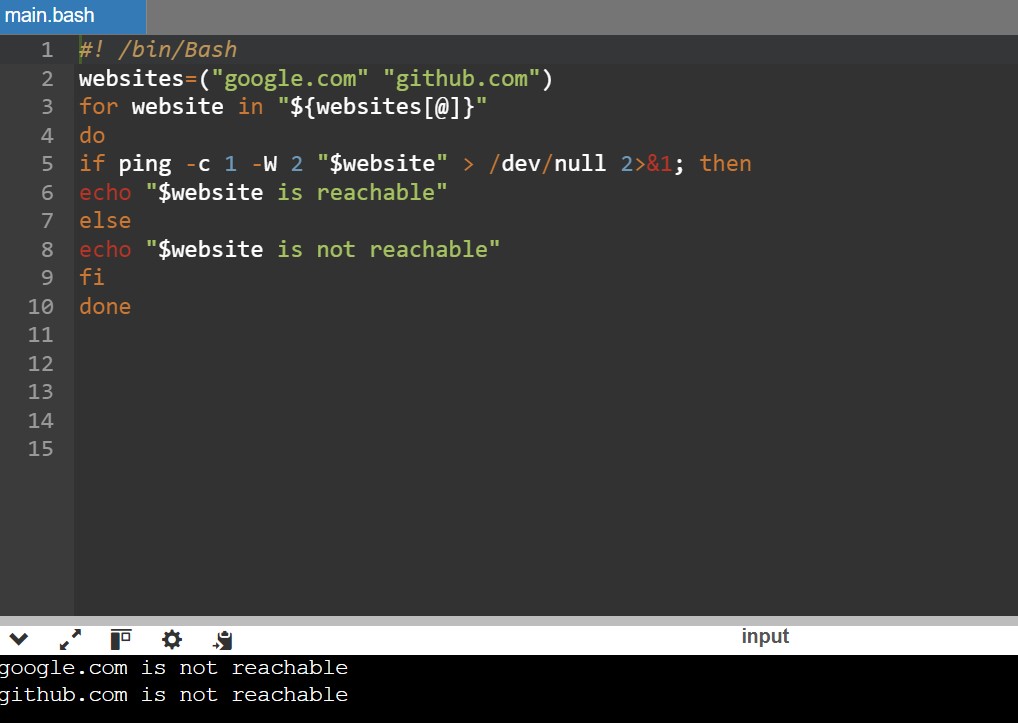 main.bash
1 #! /bin/Bash
2 websites=("google.com" "github.com")
3 for website in "${websites[@]}"
4 do
5 if ping -c 1 -W 2 "$website" > /dev/null 2>&1; then
6 echo "$website is reachable"
7 else
8 echo "$website is not reachable"
9 fi
10 done
11
12
13
14
15
input
google.com is not reachable
github.com is not reachable